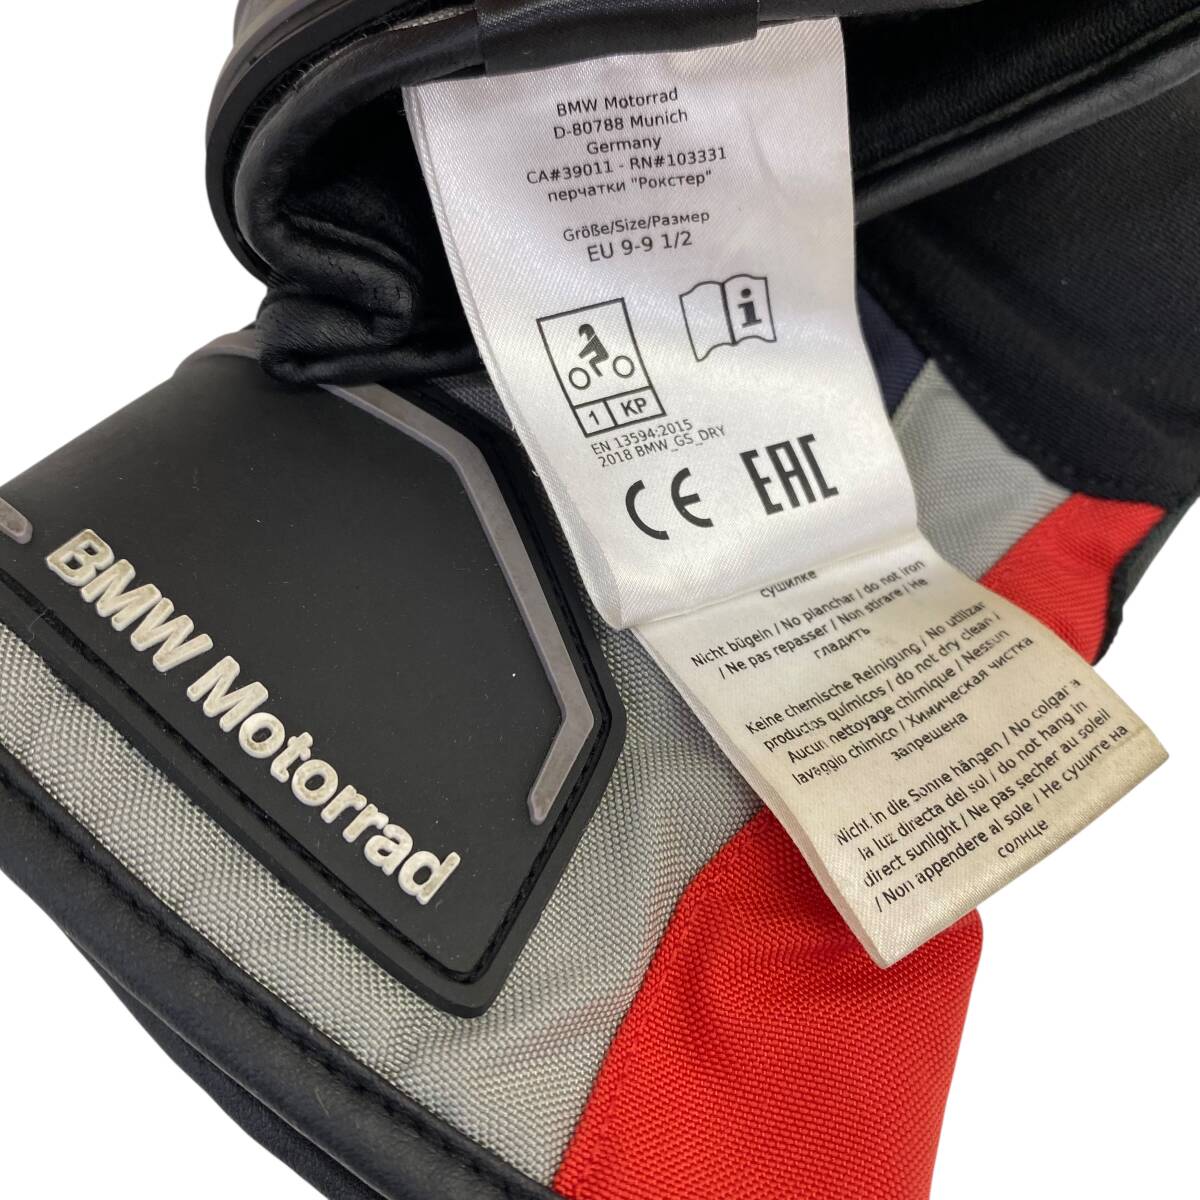 BMW Motorrad
D-80788 Munich
Germany
CA#39011 - RN#103331
перчатки "Рокстер"
Größe/Size/Размер
EU 9-9 1/2
i
1 KP
EN 13594:2015
2018 BMW_GS_DRY
CE EAC
сушилке
Nicht bügeln / No planchar / do not iron
/ Ne pas repasser / Non stirare / Не
гладить
Keine chemische Reinigung / No utilizar
productos químicos / do not dry clean /
Aucun nettoyage chimique / Nessun
lavaggio chimico / Химическая чистка
запрещена
Nicht in die Sonne hängen / No colgar a
la luz directa del sol / do not hang in
direct sunlight / Ne pas secher au soleil
/ Non appendere al sole / Не сушите на
солнце
BMW Motorrad